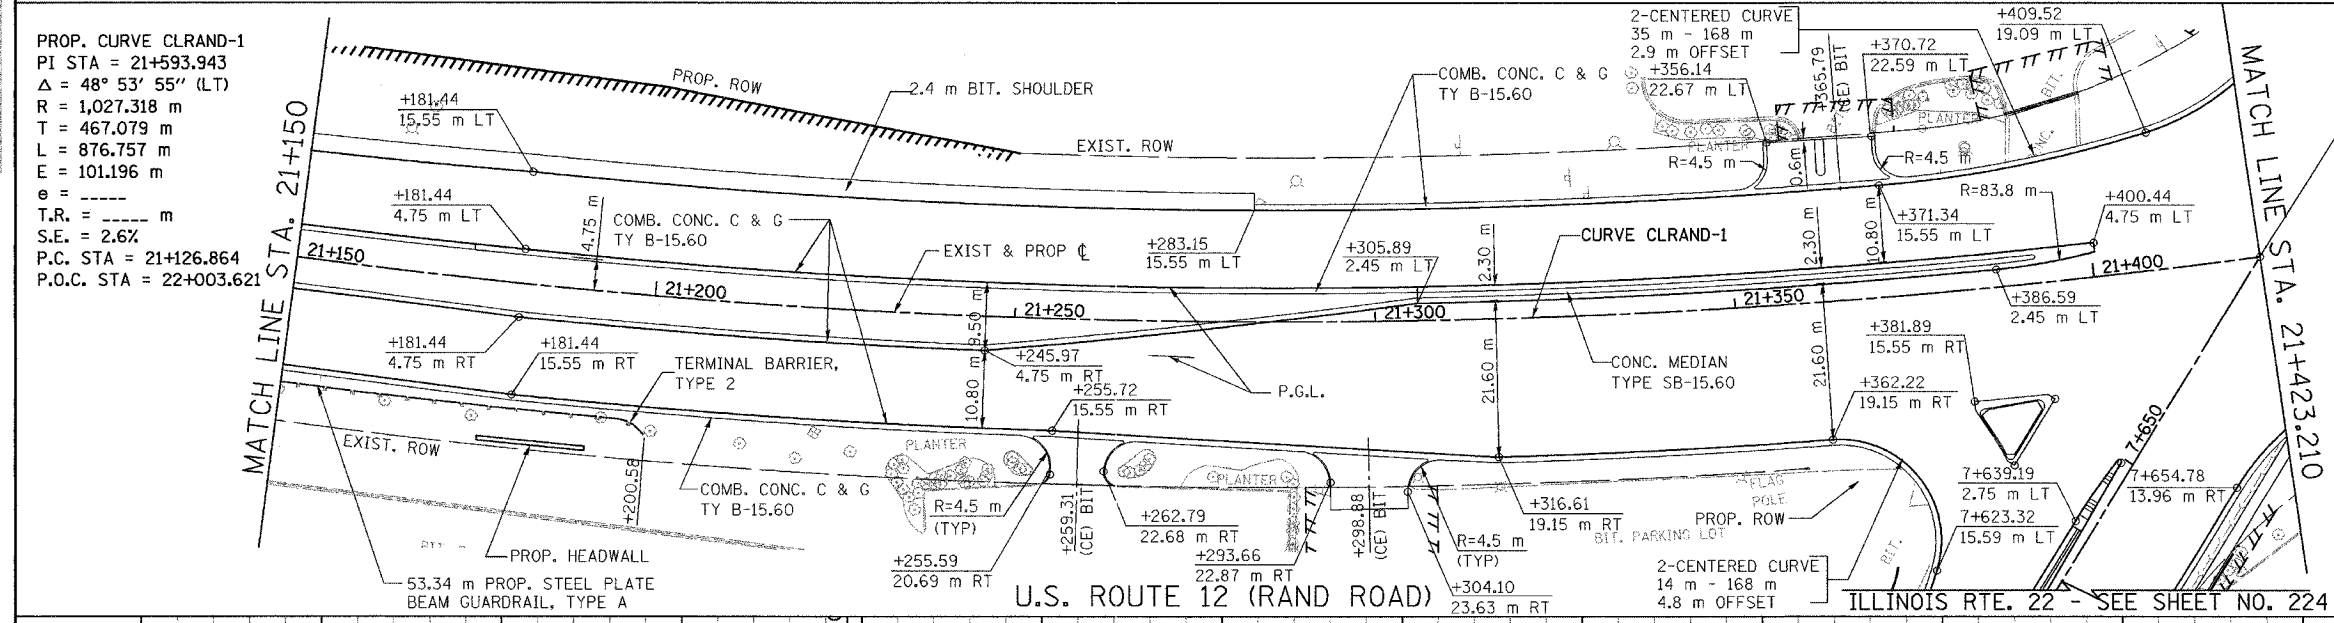 PROP. CURVE CLRAND-1
PI STA = 21+593.943
Δ = 48° 53' 55'' (LT)
R = 1,027.318 m
T = 467.079 m
L = 876.757 m
E = 101.196 m
e = _____
T.R. = _____ m
S.E. = 2.6%
P.C. STA = 21+126.864
P.O.C. STA = 22+003.621
MATCH LINE STA. 21+150
PROP. ROW
+181.44
15.55 m LT
2.4 m BIT. SHOULDER
EXIST. ROW
COMB. CONC. C & G
TY B-15.60
2-CENTERED CURVE
35 m - 168 m
2.9 m OFFSET
+356.14
22.67 m LT
+365.79
(CE) BIT
+370.72
22.59 m LT
+409.52
19.09 m LT
BIT.
PLANTER
PLANTER
R=4.5 m
0.6m
R=4.5 m
R=83.8 m
MATCH LINE STA. 21+423.210
+181.44
4.75 m LT
4.75 m
COMB. CONC. C & G
TY B-15.60
EXIST & PROP ℄
+283.15
15.55 m LT
+305.89
2.45 m LT
2.30 m
CURVE CLRAND-1
2.30 m
10.80 m
+371.34
15.55 m LT
+400.44
4.75 m LT
21+150
21+200
21+250
21+300
21+350
21+400
+386.59
2.45 m LT
9.50 m
10.80 m
+181.44
4.75 m RT
+181.44
15.55 m RT
TERMINAL BARRIER,
TYPE 2
+245.97
4.75 m RT
+255.72
15.55 m RT
P.G.L.
21.60 m
CONC. MEDIAN
TYPE SB-15.60
21.60 m
+381.89
15.55 m RT
+362.22
19.15 m RT
EXIST. ROW
+200.58
COMB. CONC. C & G
TY B-15.60
PLANTER
R=4.5 m
(TYP)
+259.31
(CE) BIT
+262.79
22.68 m RT
PLANTER
+298.88
(CE) BIT
+316.61
19.15 m RT
FLAG
POLE
PROP. ROW
BIT. PARKING LOT
BIT.
7+650
7+639.19
2.75 m LT
7+654.78
13.96 m RT
7+623.32
15.59 m LT
BIT
PROP. HEADWALL
53.34 m PROP. STEEL PLATE
BEAM GUARDRAIL, TYPE A
+255.59
20.69 m RT
+293.66
22.87 m RT
R=4.5 m
(TYP)
+304.10
23.63 m RT
2-CENTERED CURVE
14 m - 168 m
4.8 m OFFSET
U.S. ROUTE 12 (RAND ROAD)
ILLINOIS RTE. 22 - SEE SHEET NO. 224